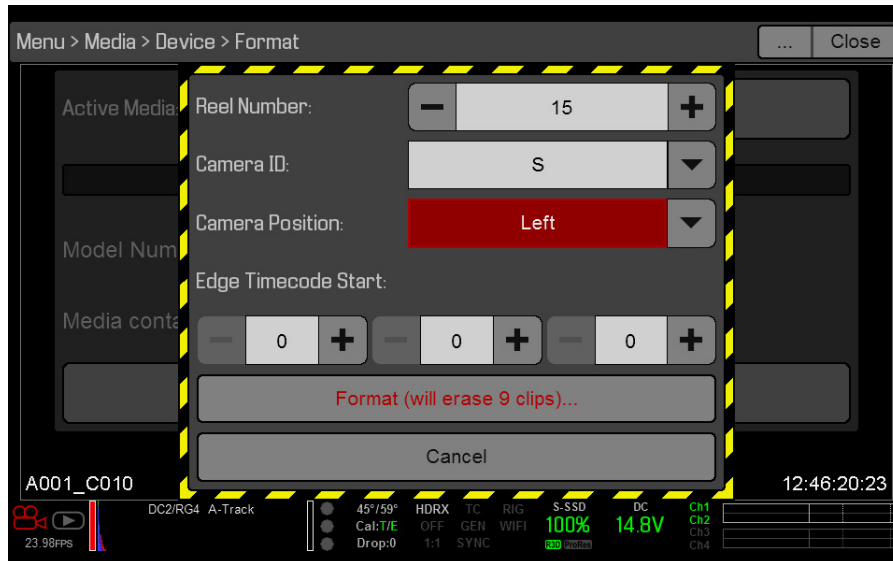 Menu > Media > Device > Format
... Close
Active Media:
Reel Number:
15
Camera ID:
S
Camera Position:
Left
Model Num
Edge Timecode Start:
Media conta
0 0 0
Format (will erase 9 clips)...
Cancel
A001_C010 12:46:20:23
DC2/RG4 A-Track 45°/59° HDRX TC RIG S-SSD DC Ch1
Cal:T/E OFF GEN WIFI 100% 14.8V Ch2
23.98FPS Drop:0 1:1 SYNC R3D ProRes Ch3
Ch4